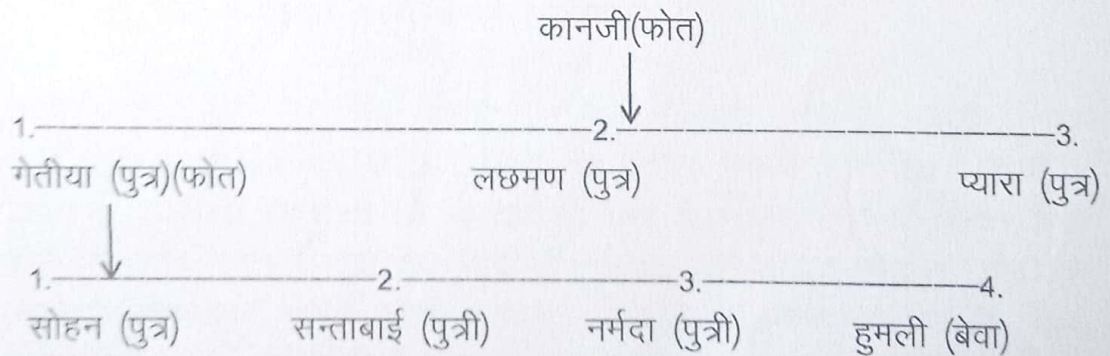 कानजी(फोत)
1. 2. 3.
गेतीया (पुत्र)(फोत) लछमण (पुत्र) प्यारा (पुत्र)
1. 2. 3. 4.
सोहन (पुत्र) सन्ताबाई (पुत्री) नर्मदा (पुत्री) हुमली (बेवा)